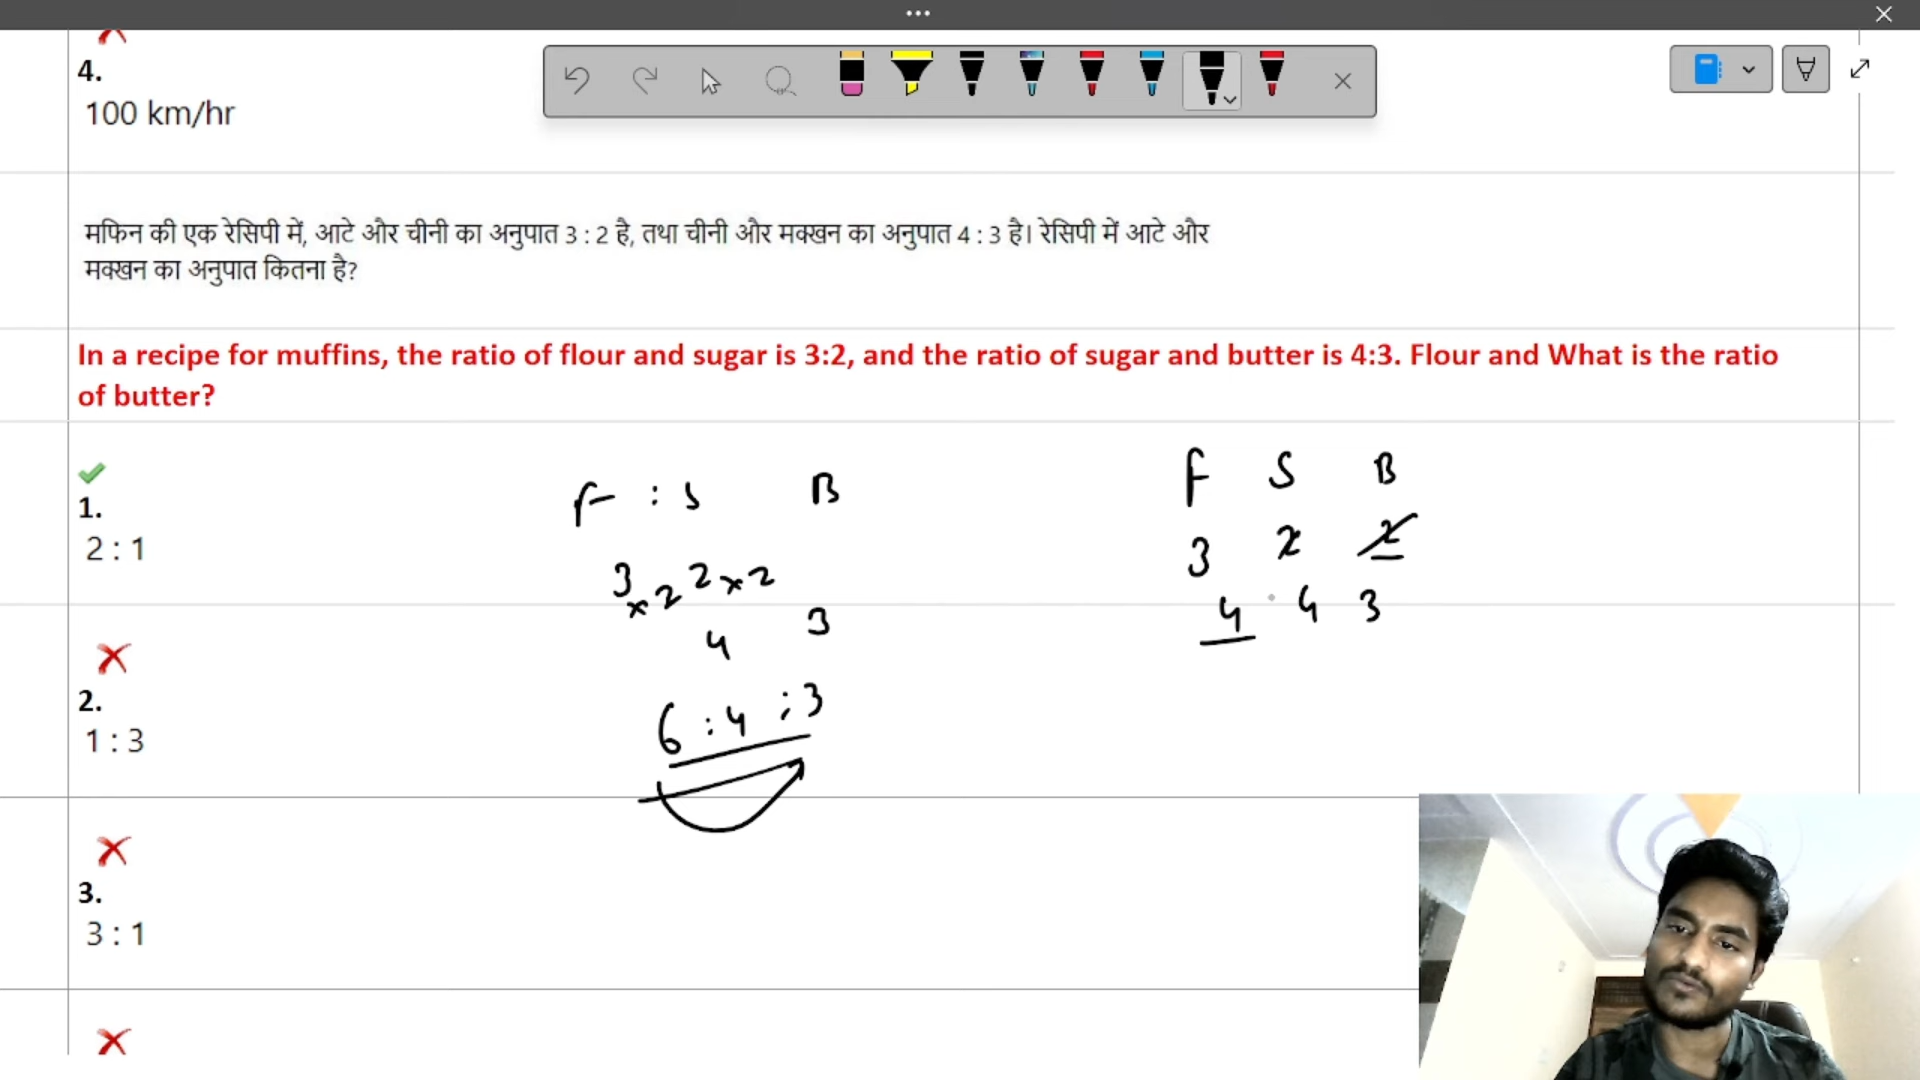 4.
100 km/hr
मफिन की एक रेसिपी में, आटे और चीनी का अनुपात 3 : 2 है, तथा चीनी और मक्खन का अनुपात 4 : 3 है। रेसिपी में आटे और
मक्खन का अनुपात कितना है?
In a recipe for muffins, the ratio of flour and sugar is 3:2, and the ratio of sugar and butter is 4:3. Flour and What is the ratio
of butter?
1.
2 : 1
F : S B
3 ×2 2 ×2
4 3
6 : 4 : 3
F S B
3 2 2
4 4 3
2.
1 : 3
3.
3 : 1